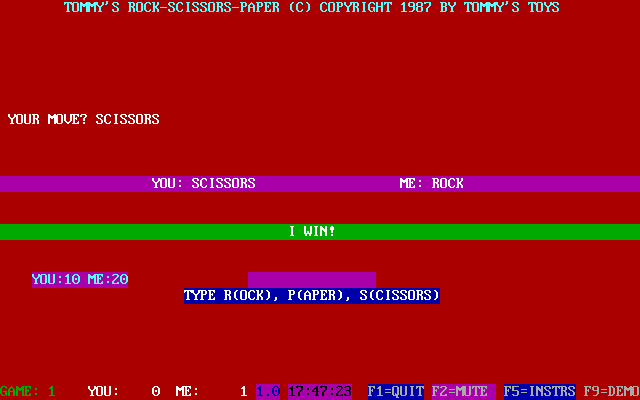 TOMMY'S ROCK-SCISSORS-PAPER (C) COPYRIGHT 1987 BY TOMMY'S TOYS
YOUR MOVE? SCISSORS
YOU: SCISSORS ME: ROCK
I WIN!
YOU:10 ME:20
TYPE R(OCK), P(APER), S(CISSORS)
GAME: 1 YOU: 0 ME: 1 1.0 17:47:23 F1=QUIT F2=MUTE F5=INSTRS F9=DEMO